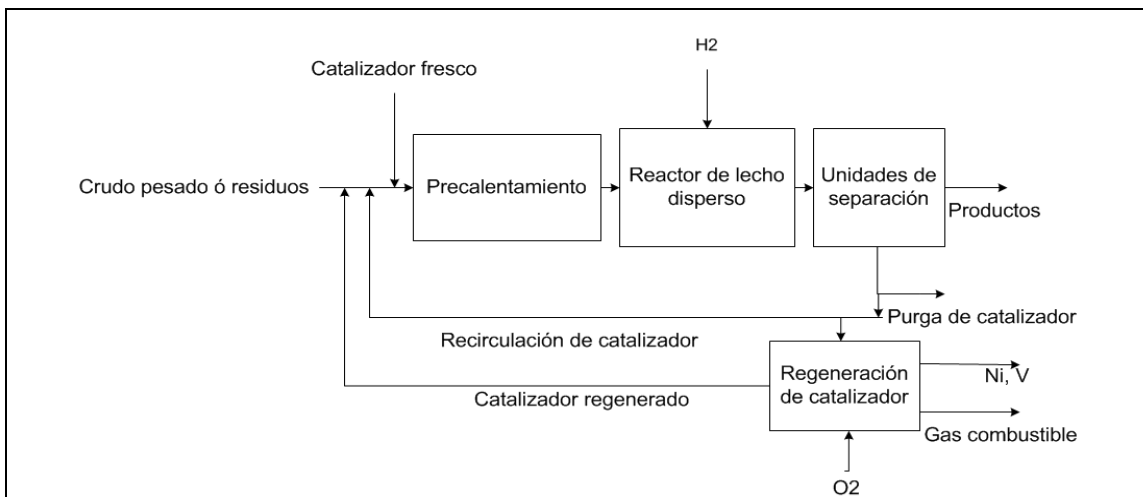 H2
Catalizador fresco
Crudo pesado ó residuos
Precalentamiento
Reactor de lecho
disperso
Unidades de
separación
Productos
Purga de catalizador
Recirculación de catalizador
Regeneración
de catalizador
Ni, V
Catalizador regenerado
Gas combustible
O2